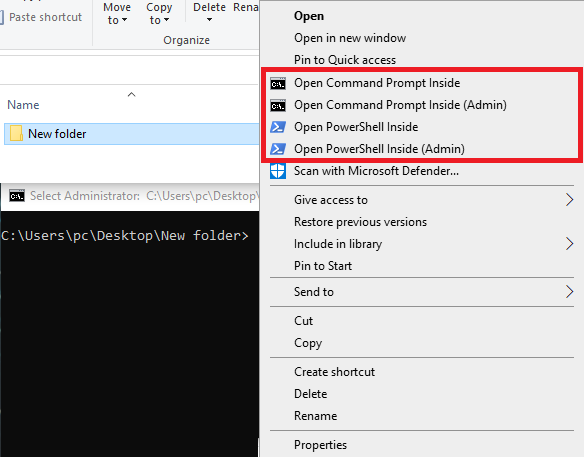 Paste shortcut
Move to
Copy to
Delete
Rena
Organize
Name
New folder
Select Administrator: C:\Users\pc\Desktop\
C:\Users\pc\Desktop\New folder>
Open
Open in new window
Pin to Quick access
Open Command Prompt Inside
Open Command Prompt Inside (Admin)
Open PowerShell Inside
Open PowerShell Inside (Admin)
Scan with Microsoft Defender...
Give access to
Restore previous versions
Include in library
Pin to Start
Send to
Cut
Copy
Create shortcut
Delete
Rename
Properties